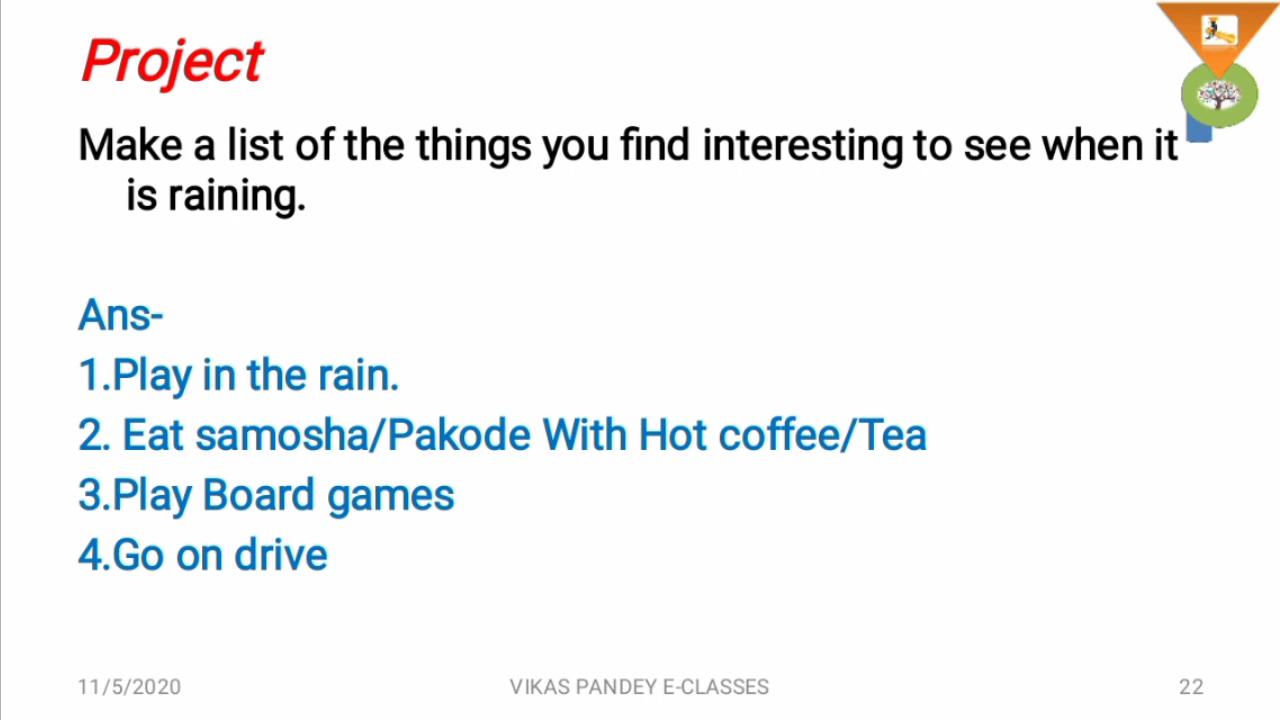 Project
Make a list of the things you find interesting to see when it
is raining.
Ans-
1.Play in the rain.
2. Eat samosha/Pakode With Hot coffee/Tea
3.Play Board games
4.Go on drive
11/5/2020
VIKAS PANDEY E-CLASSES
22